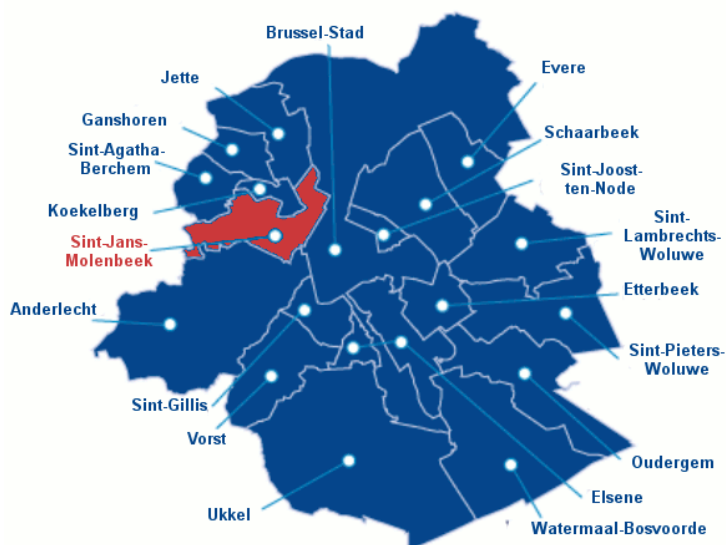 Brussel-Stad
Jette
Evere
Ganshoren
Schaarbeek
Sint-Agatha-
Berchem
Sint-Joost-
ten-Node
Koekelberg
Sint-
Lambrechts-
Woluwe
Sint-Jans-
Molenbeek
Etterbeek
Anderlecht
Sint-Pieters-
Woluwe
Sint-Gillis
Vorst
Oudergem
Elsene
Ukkel
Watermaal-Bosvoorde